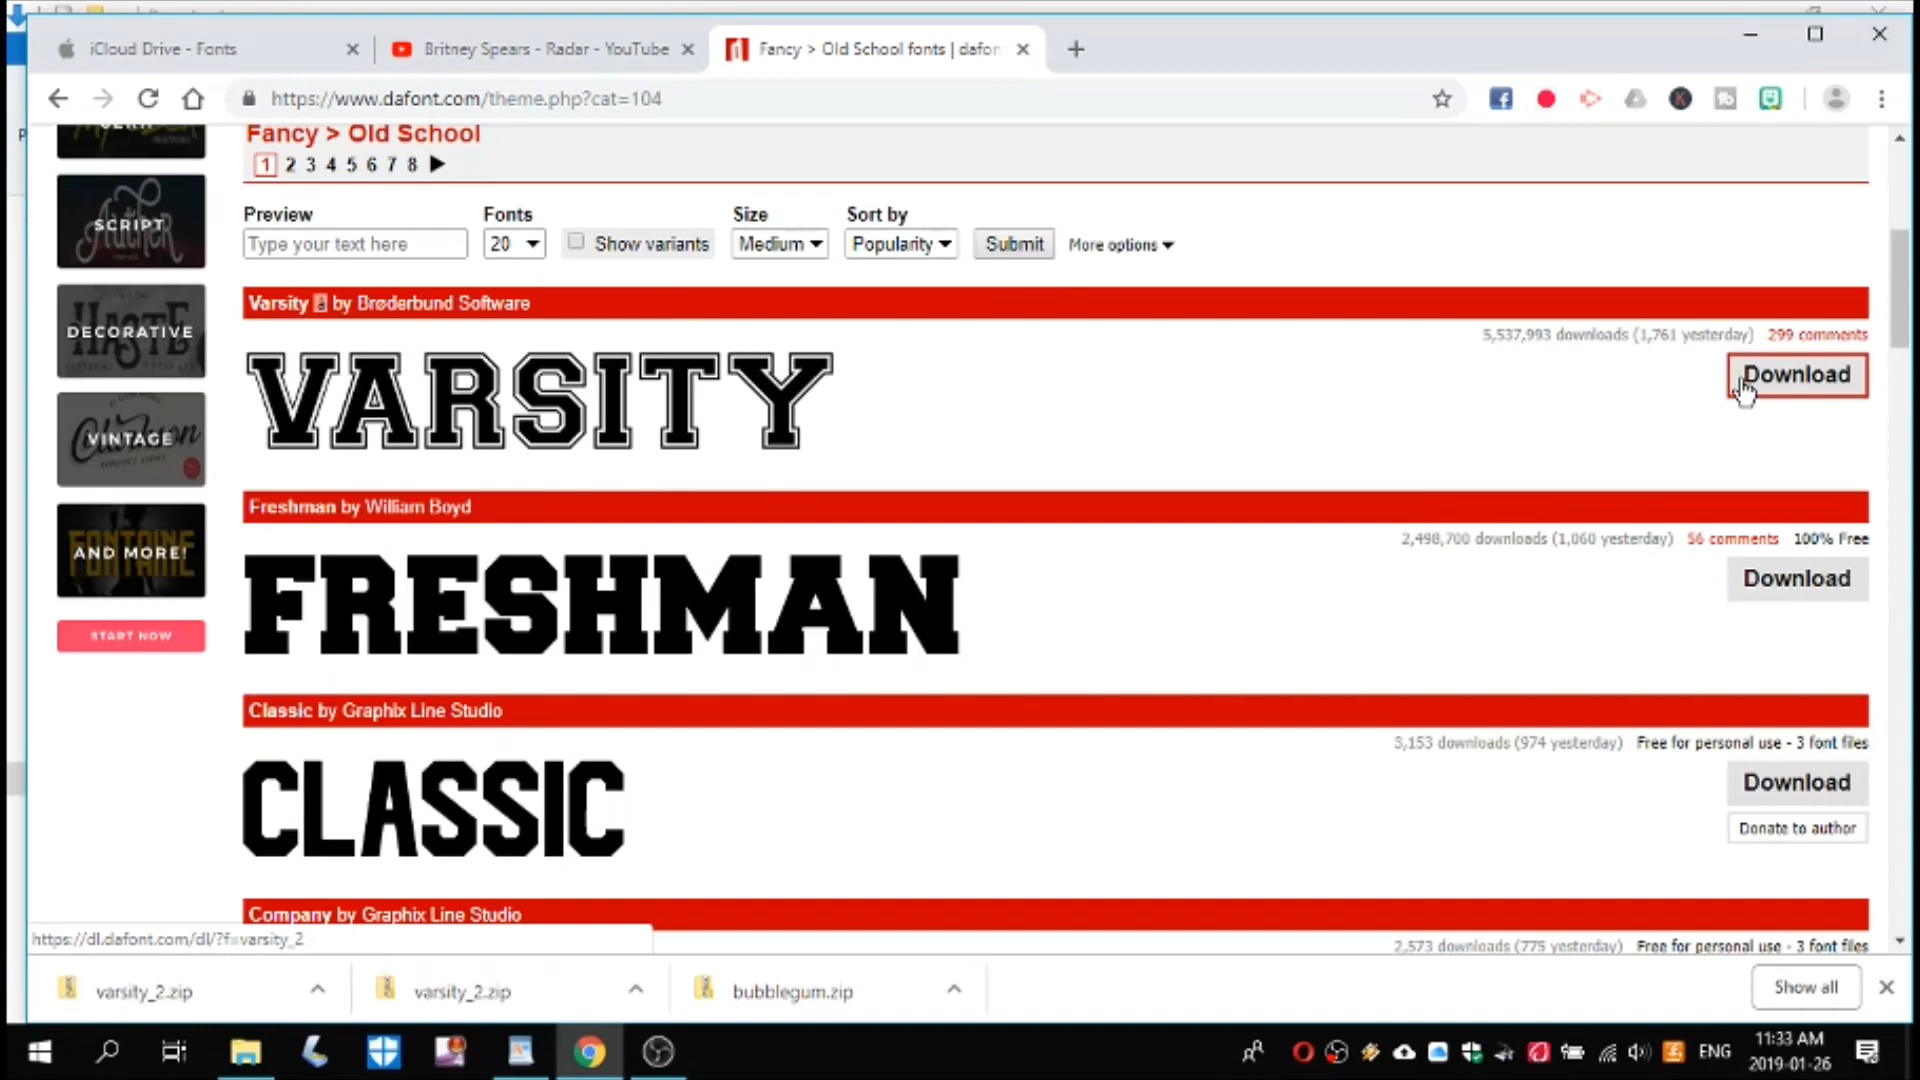 iCloud Drive - Fonts
Britney Spears - Radar - YouTube
Fancy > Old School fonts | dafon
https://www.dafont.com/theme.php?cat=104
Fancy > Old School
1 2 3 4 5 6 7 8
Preview
Fonts
Size
Sort by
Type your text here
20
Show variants
Medium
Popularity
Submit
More options
SCRIPT
DECORATIVE
VINTAGE
AND MORE!
START NOW
Varsity by Brøderbund Software
5,537,993 downloads (1,761 yesterday) 299 comments
VARSITY
Download
Freshman by William Boyd
2,498,700 downloads (1,060 yesterday) 56 comments 100% Free
FRESHMAN
Download
Classic by Graphix Line Studio
3,153 downloads (974 yesterday) Free for personal use - 3 font files
CLASSIC
Download
Donate to author
Company by Graphix Line Studio
2,573 downloads (775 yesterday) Free for personal use - 3 font files
https://dl.dafont.com/dl/?f=varsity_2
varsity_2.zip
varsity_2.zip
bubblegum.zip
Show all
ENG
11:33 AM
2019-01-26